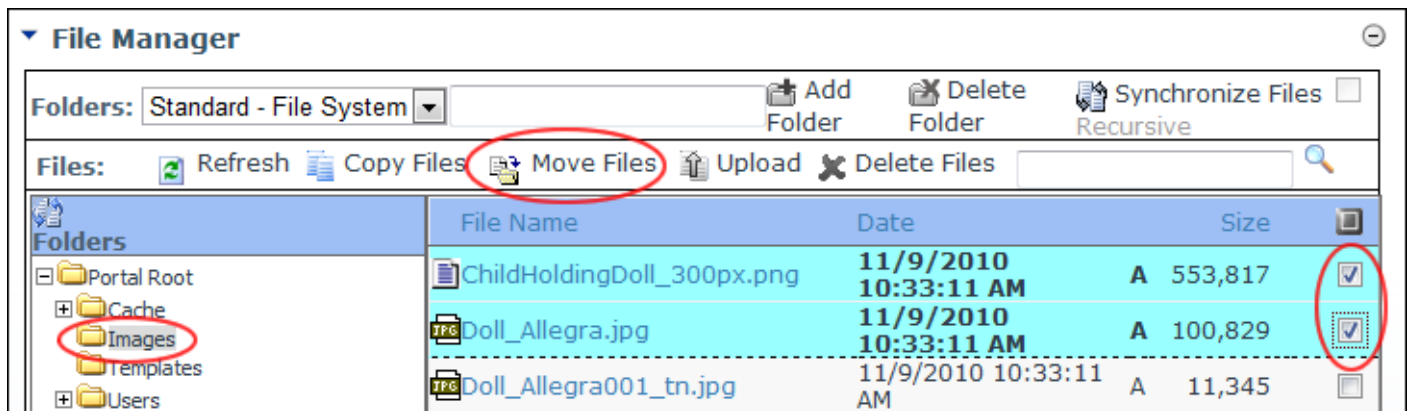 File Manager
Folders: Standard - File System Add Folder Delete Folder Synchronize Files
Recursive
Files: Refresh Copy Files Move Files Upload Delete Files
Folders File Name Date Size
Portal Root
Cache
Images
Templates
Users
ChildHoldingDoll_300px.png 11/9/2010 10:33:11 AM A 553,817
Doll_Allegra.jpg 11/9/2010 10:33:11 AM A 100,829
Doll_Allegra001_tn.jpg 11/9/2010 10:33:11 AM A 11,345